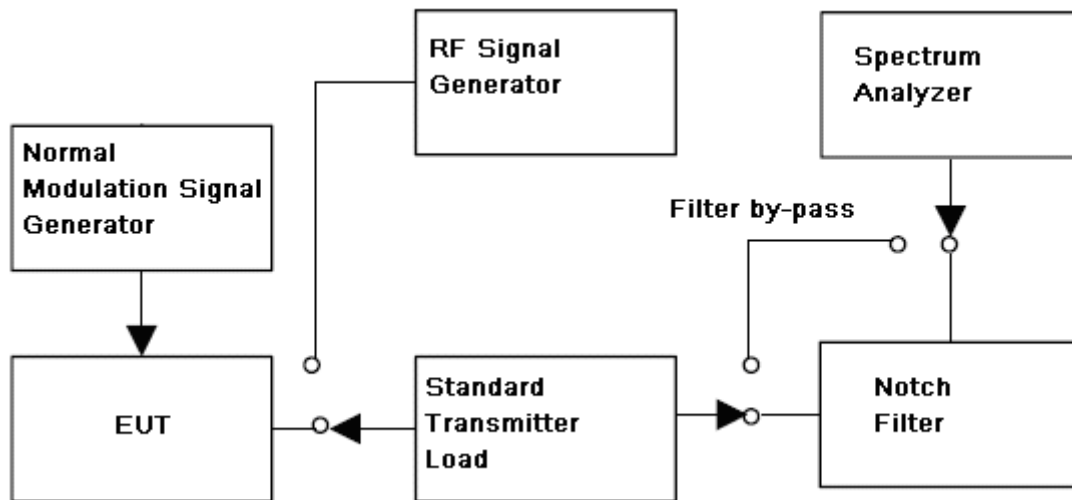 RF Signal
Generator
Spectrum
Analyzer
Normal
Modulation Signal
Generator
Filter by-pass
EUT
Standard
Transmitter
Load
Notch
Filter